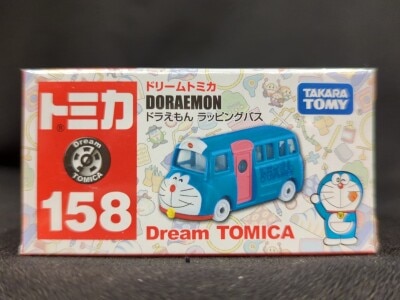 トミカ
Dream
TOMICA
158
ドリームトミカ
DORAEMON
ドラえもん ラッピングバス
TAKARA
TOMY
Dream TOMICA